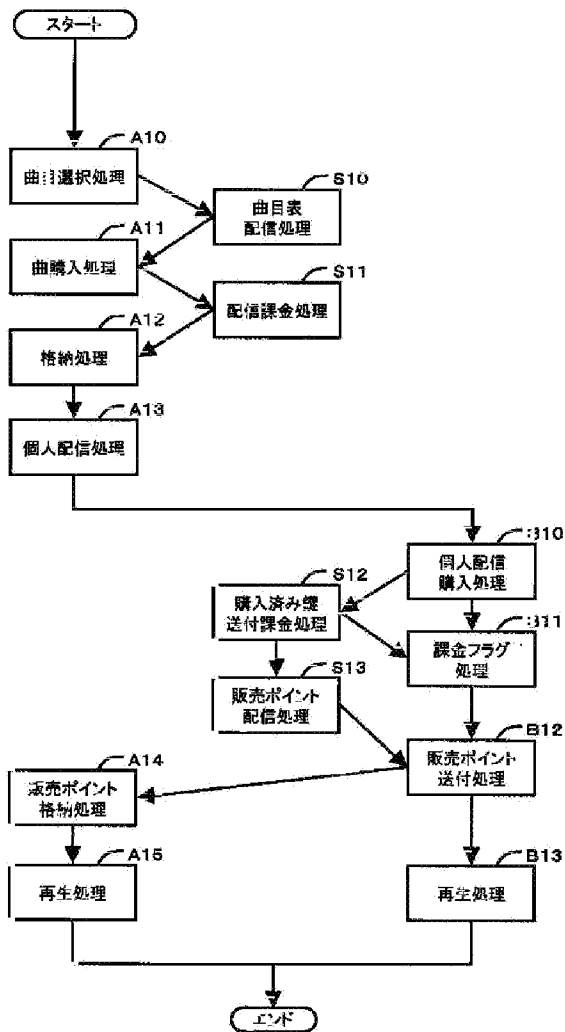 スタート
A10
曲目選択処理
S10
曲目表
配信処理
A11
曲購入処理
S11
配信課金処理
A12
格納処理
A13
個人配信処理
B10
個人配信
購入処理
S12
購入済み鍵
送付課金処理
B11
課金フラグ
処理
S13
販売ポイント
配信処理
B12
販売ポイント
送付処理
A14
販売ポイント
格納処理
A15
再生処理
B13
再生処理
エンド